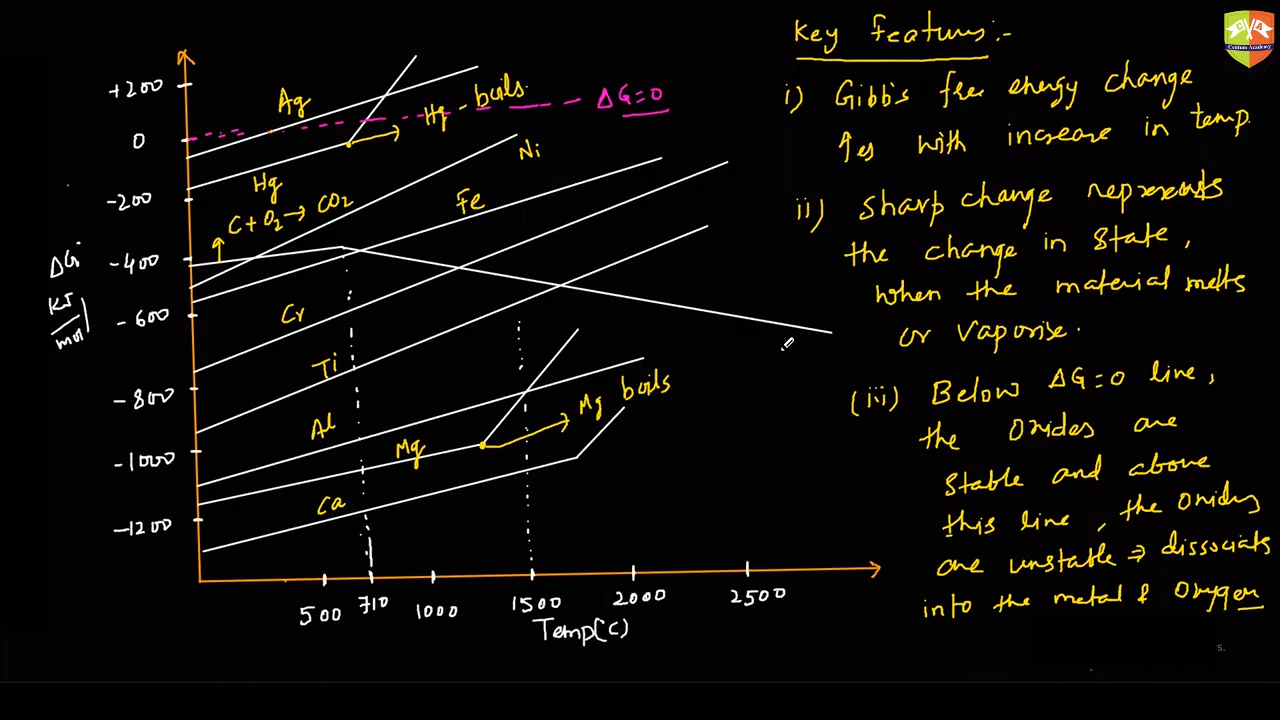 Key Features:-
i) Gibb's free energy change
↑es with increase in temp.
ii) Sharp change represents
the change in state,
when the material melts
or vaporise.
(iii) Below ΔG=0 line,
the oxides are
stable and above
this line, the oxides
are unstable ⇒ dissociats
into the metal & oxygen
+200
0
-200
-400
-600
-800
-1000
-1200
ΔG
KJ/mol
Ag
Hg - boils.
ΔG=0
Hg
Ni
C + O2 → CO2
Fe
Cr
Ti
Al
Mg
Mg boils
Ca
500
710
1000
1500
2000
2500
Temp(C)
C A
Centum Academy
s.